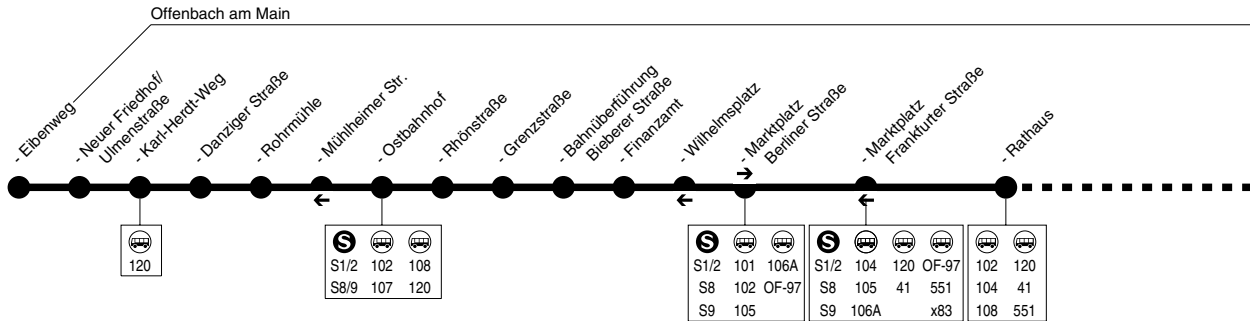 Offenbach am Main
- Eibenweg
- Neuer Friedhof/
Ulmenstraße
- Karl-Herdt-Weg
- Danziger Straße
- Rohrmühle
- Mühlheimer Str.
- Ostbahnhof
- Rhönstraße
- Grenzstraße
- Bahnüberführung
Bieberer Straße
- Finanzamt
- Wilhelmsplatz
- Marktplatz
Berliner Straße
- Marktplatz
Frankfurter Straße
- Rathaus
120
S
S1/2 102 108
S8/9 107 120
S
S1/2 101 106A
S8 102 OF-97
S9 105
S
S1/2 104 120 OF-97
S8 105 41 551
S9 106A x83
102 120
104 41
108 551